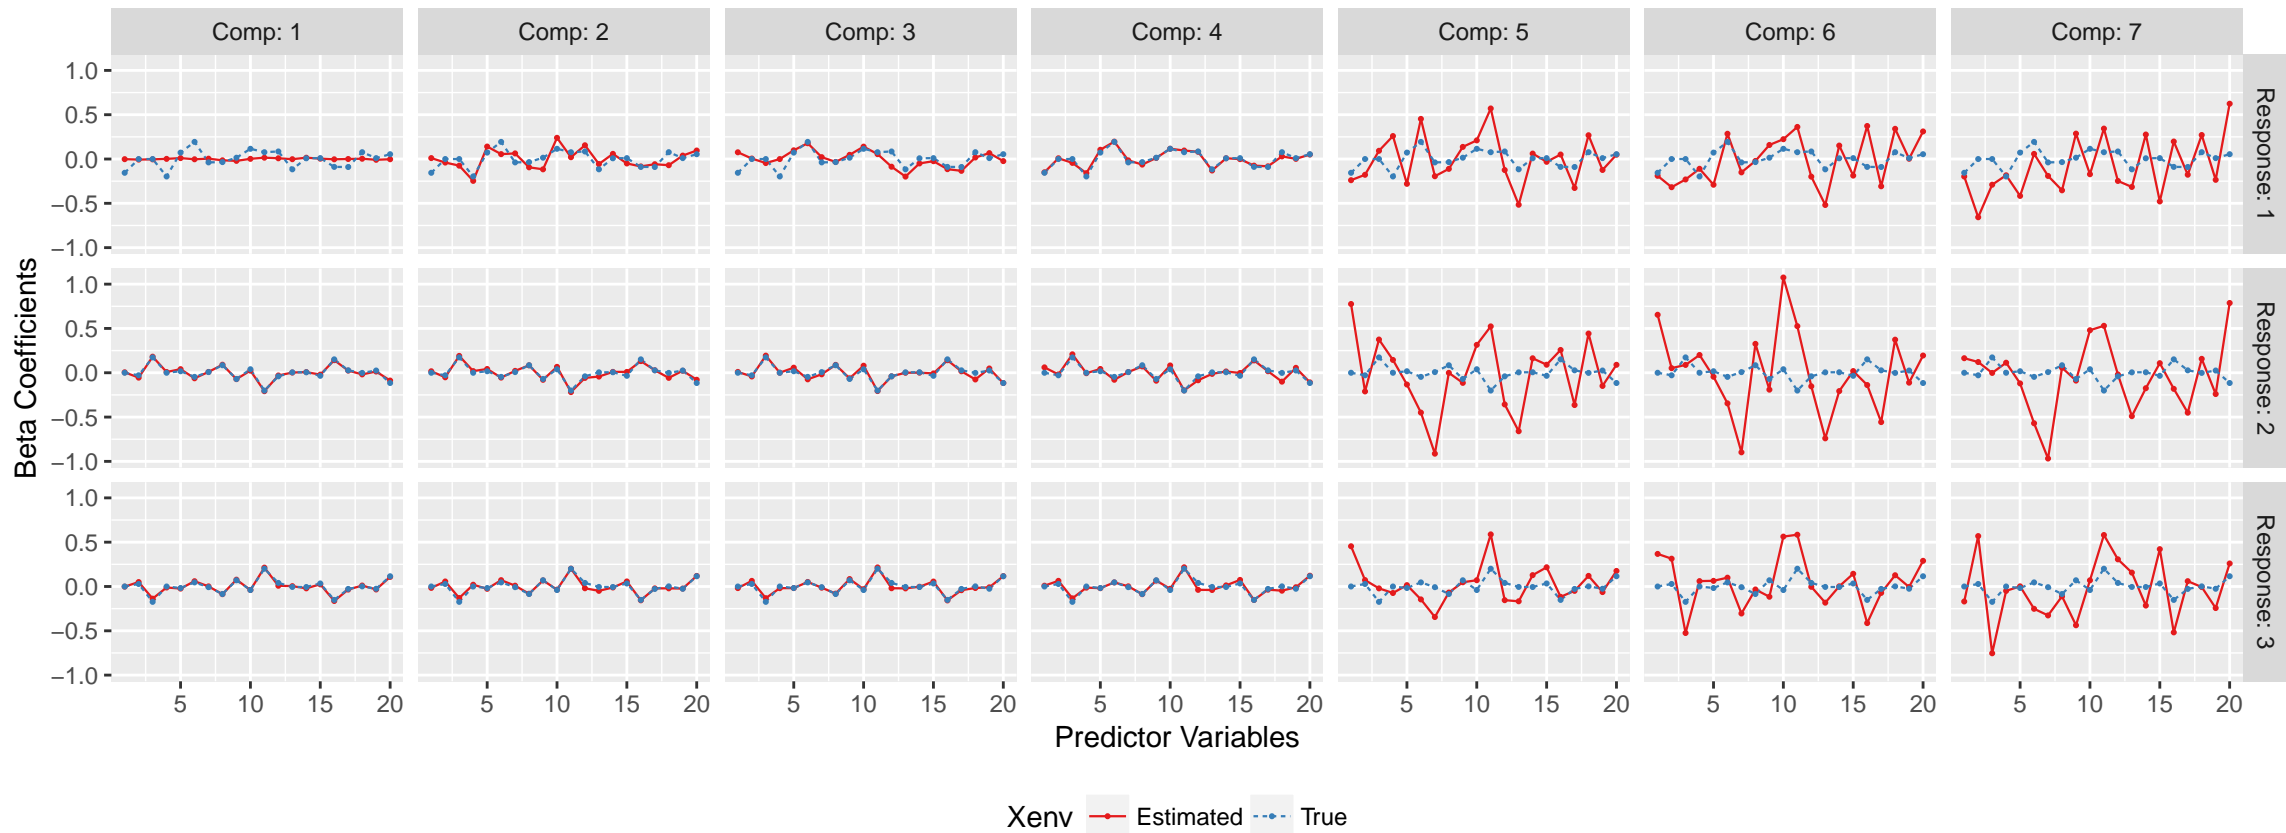 Comp: 1 Comp: 2 Comp: 3 Comp: 4 Comp: 5 Comp: 6 Comp: 7
Beta Coefficients
1.0
0.5
0.0
−0.5
−1.0
Response: 1
1.0
0.5
0.0
−0.5
−1.0
Response: 2
1.0
0.5
0.0
−0.5
−1.0
Response: 3
5 10 15 20 5 10 15 20 5 10 15 20 5 10 15 20 5 10 15 20 5 10 15 20 5 10 15 20
Predictor Variables
Xenv Estimated True